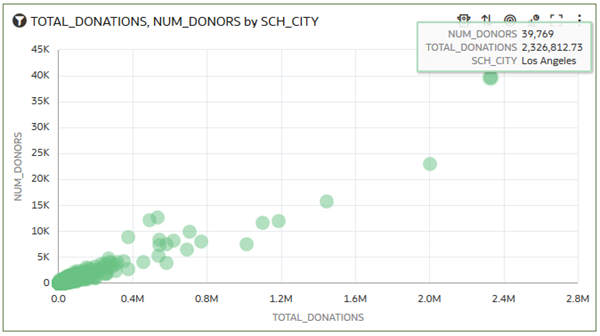 TOTAL_DONATIONS, NUM_DONORS by SCH_CITY
NUM_DONORS 39,769
TOTAL_DONATIONS 2,326,812.73
SCH_CITY Los Angeles
NUM_DONORS
45K
40K
35K
30K
25K
20K
15K
10K
5K
0
0.0 0.4M 0.8M 1.2M 1.6M 2.0M 2.4M 2.8M
TOTAL_DONATIONS